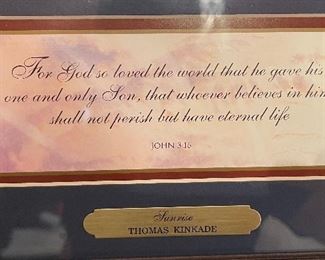 For God so loved the world that he gave his
one and only Son, that whoever believes in him
shall not perish but have eternal life
JOHN 3:16
Sunrise
THOMAS KINKADE